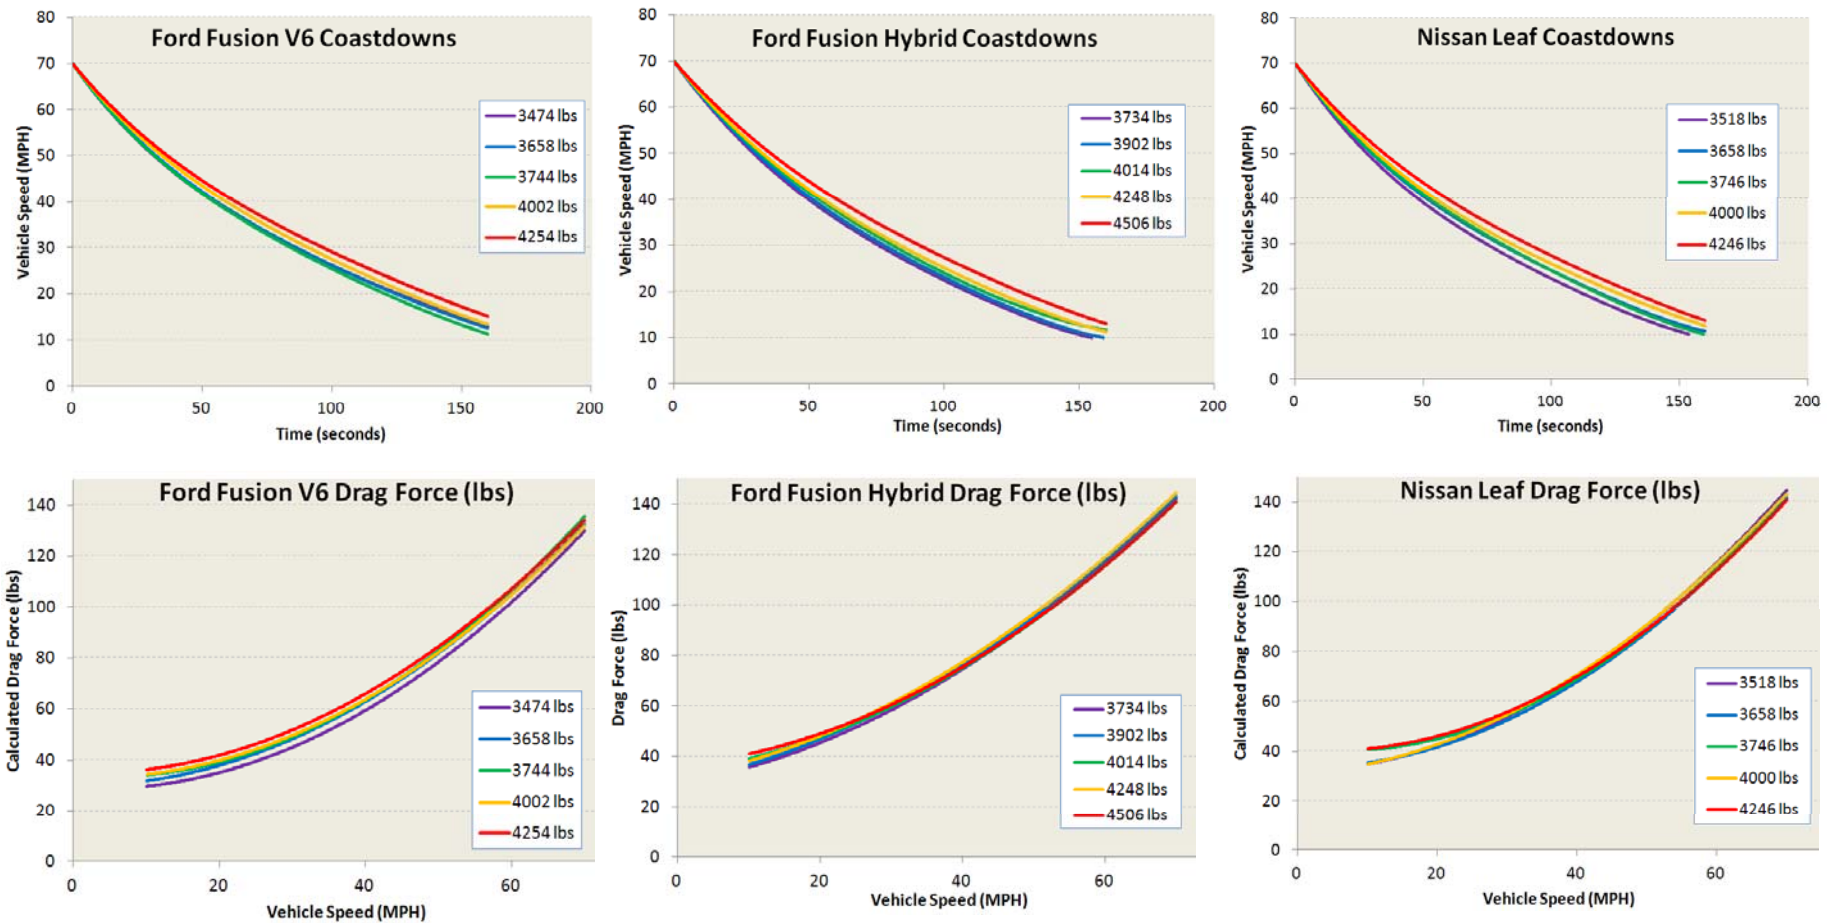 Ford Fusion V6 Coastdowns
Vehicle Speed (MPH)
80
70
60
50
40
30
20
10
0
3474 lbs
3658 lbs
3744 lbs
4002 lbs
4254 lbs
0 50 100 150 200
Time (seconds)
Ford Fusion Hybrid Coastdowns
Vehicle Speed (MPH)
80
70
60
50
40
30
20
10
0
3734 lbs
3902 lbs
4014 lbs
4248 lbs
4506 lbs
0 50 100 150 200
Time (seconds)
Nissan Leaf Coastdowns
Vehicle Speed (MPH)
80
70
60
50
40
30
20
10
0
3518 lbs
3658 lbs
3746 lbs
4000 lbs
4246 lbs
0 50 100 150 200
Time (seconds)
Ford Fusion V6 Drag Force (lbs)
Calculated Drag Force (lbs)
140
120
100
80
60
40
20
0
3474 lbs
3658 lbs
3744 lbs
4002 lbs
4254 lbs
0 20 40 60
Vehicle Speed (MPH)
Ford Fusion Hybrid Drag Force (lbs)
Drag Force (lbs)
140
120
100
80
60
40
20
0
3734 lbs
3902 lbs
4014 lbs
4248 lbs
4506 lbs
0 20 40 60
Vehicle Speed (MPH)
Nissan Leaf Drag Force (lbs)
Calculated Drag Force (lbs)
140
120
100
80
60
40
20
0
3518 lbs
3658 lbs
3746 lbs
4000 lbs
4246 lbs
0 20 40 60
Vehicle Speed (MPH)